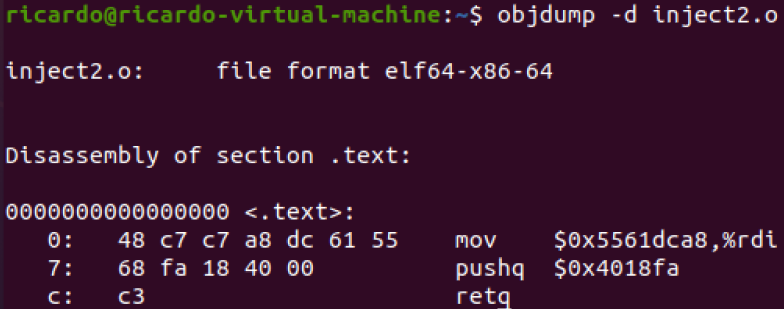 ricardo@ricardo-virtual-machine:~$ objdump -d inject2.o
inject2.o:     file format elf64-x86-64
Disassembly of section .text:
0000000000000000 <.text>:
   0:   48 c7 c7 a8 dc 61 55    mov    $0x5561dca8,%rdi
   7:   68 fa 18 40 00          pushq  $0x4018fa
   c:   c3                      retq